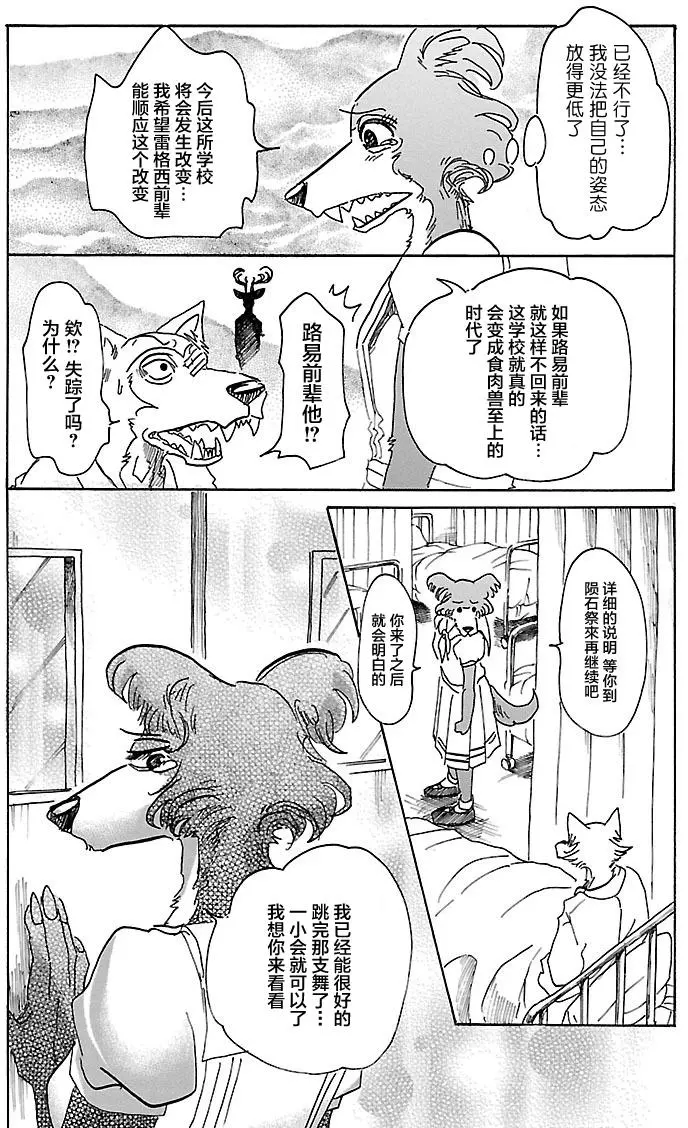 已经不行了…
我没法把自己的姿态
放得更低了
今后这所学校
将会发生改变…
我希望雷格西前辈
能顺应这个改变
如果路易前辈
就这样不回来的话…
这学校就真的
会变成食肉兽至上的
时代了
路易前辈他!?
欸!? 失踪了吗?
为什么?
详细的说明 等你到
陨石祭來再继续吧
你来了之后
就会明白的
我已经能很好的
跳完那支舞了…
一小会就可以了
我想你来看看